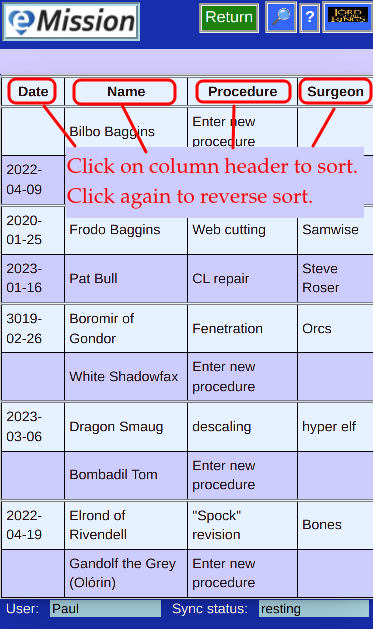 eMission
Return
?
THE LORD OF THE RINGS
Date Name Procedure Surgeon
Bilbo Baggins Enter new
procedure
Click on column header to sort.
Click again to reverse sort.
2022-
04-09
2020-
01-25 Frodo Baggins Web cutting Samwise
2023-
01-16 Pat Bull CL repair Steve
Roser
3019-
02-26 Boromir of
Gondor Fenetration Orcs
White Shadowfax Enter new
procedure
2023-
03-06 Dragon Smaug descaling hyper elf
Bombadil Tom Enter new
procedure
2022-
04-19 Elrond of
Rivendell "Spock"
revision Bones
Gandolf the Grey
(Olórin) Enter new
procedure
User: Paul Sync status: resting